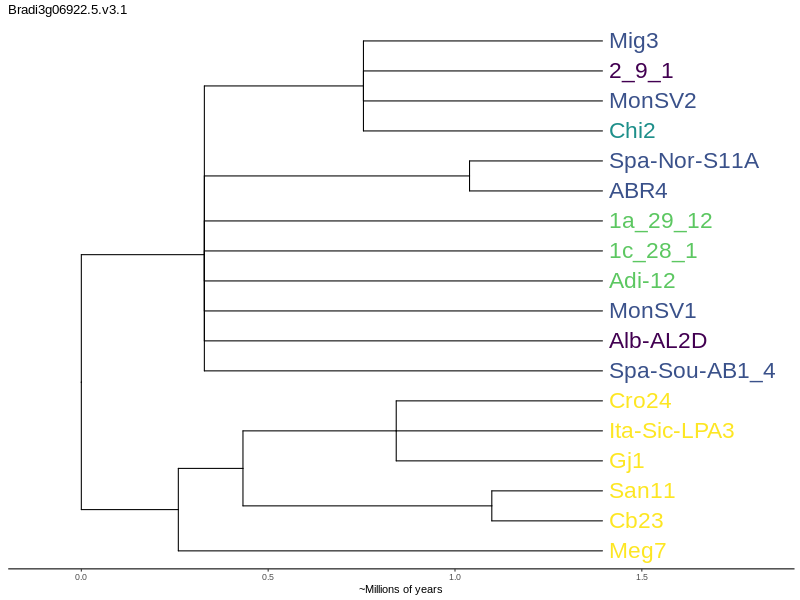 Bradi3g06922.5.v3.1
Mig3
2_9_1
MonSV2
Chi2
Spa-Nor-S11A
ABR4
1a_29_12
1c_28_1
Adi-12
MonSV1
Alb-AL2D
Spa-Sou-AB1_4
Cro24
Ita-Sic-LPA3
Gj1
San11
Cb23
Meg7
0.0 0.5 1.0 1.5
~Millions of years